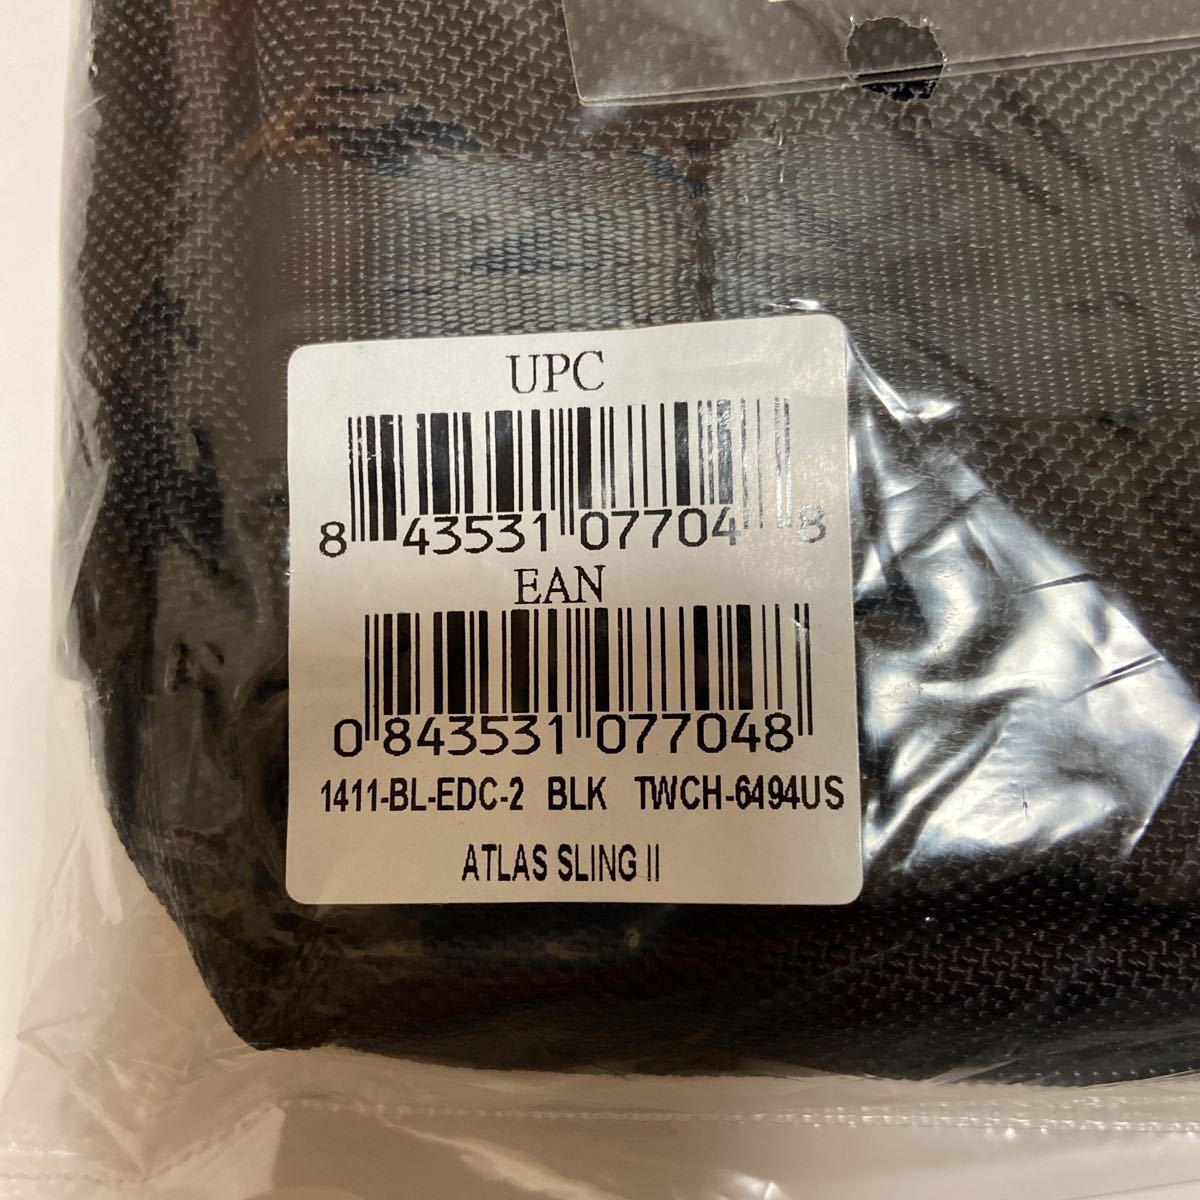 UPC
8 43531 07704 8
EAN
0 843531 077048
1411-BL-EDC-2 BLK TWCH-6494US
ATLAS SLING II